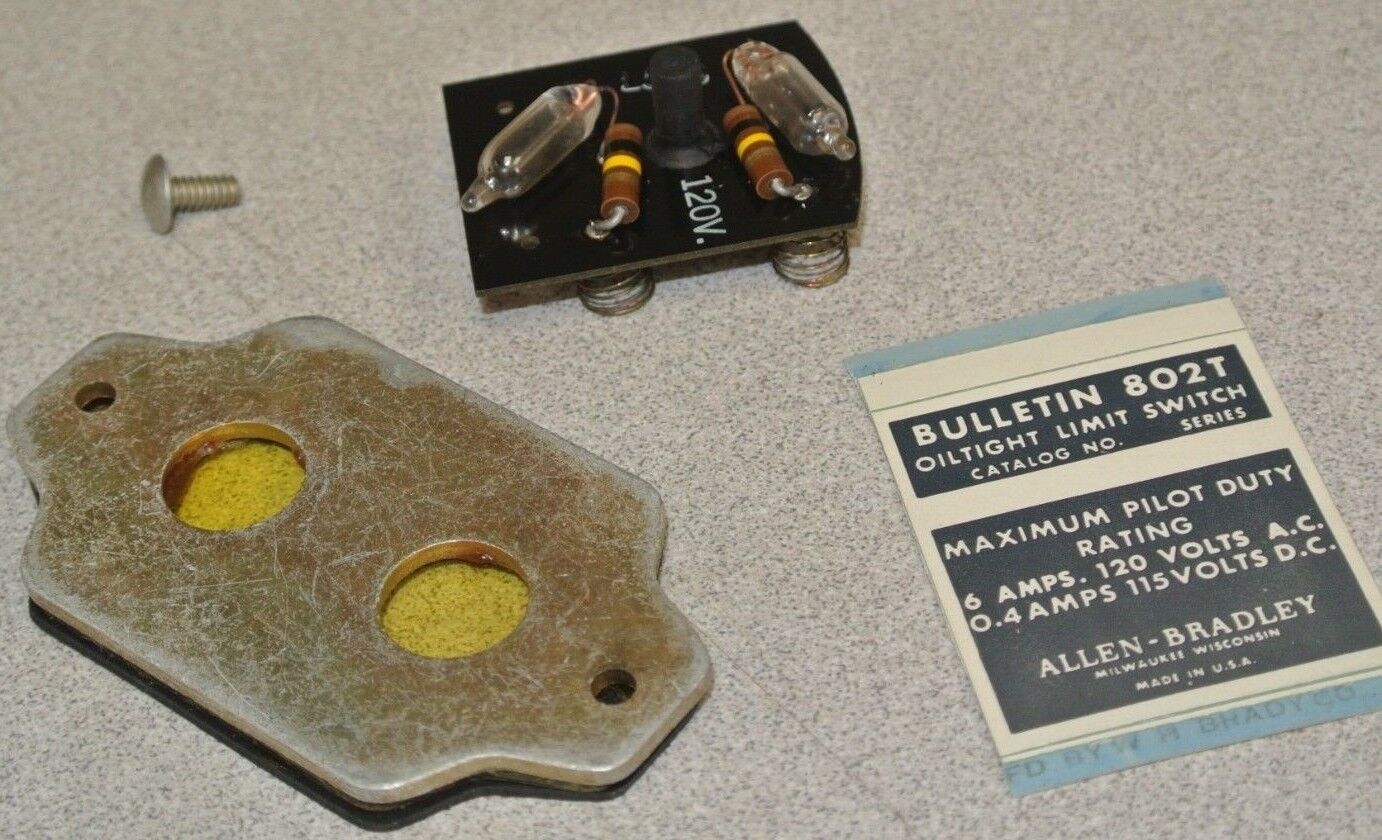 120V.
BULLETIN 802T
OILTIGHT LIMIT SWITCH
CATALOG NO. SERIES
MAXIMUM PILOT DUTY
RATING
6 AMPS. 120 VOLTS A.C.
0.4 AMPS 115 VOLTS D.C.
ALLEN-BRADLEY
MILWAUKEE WISCONSIN
MADE IN U.S.A.
FD BY W H BRADY CO